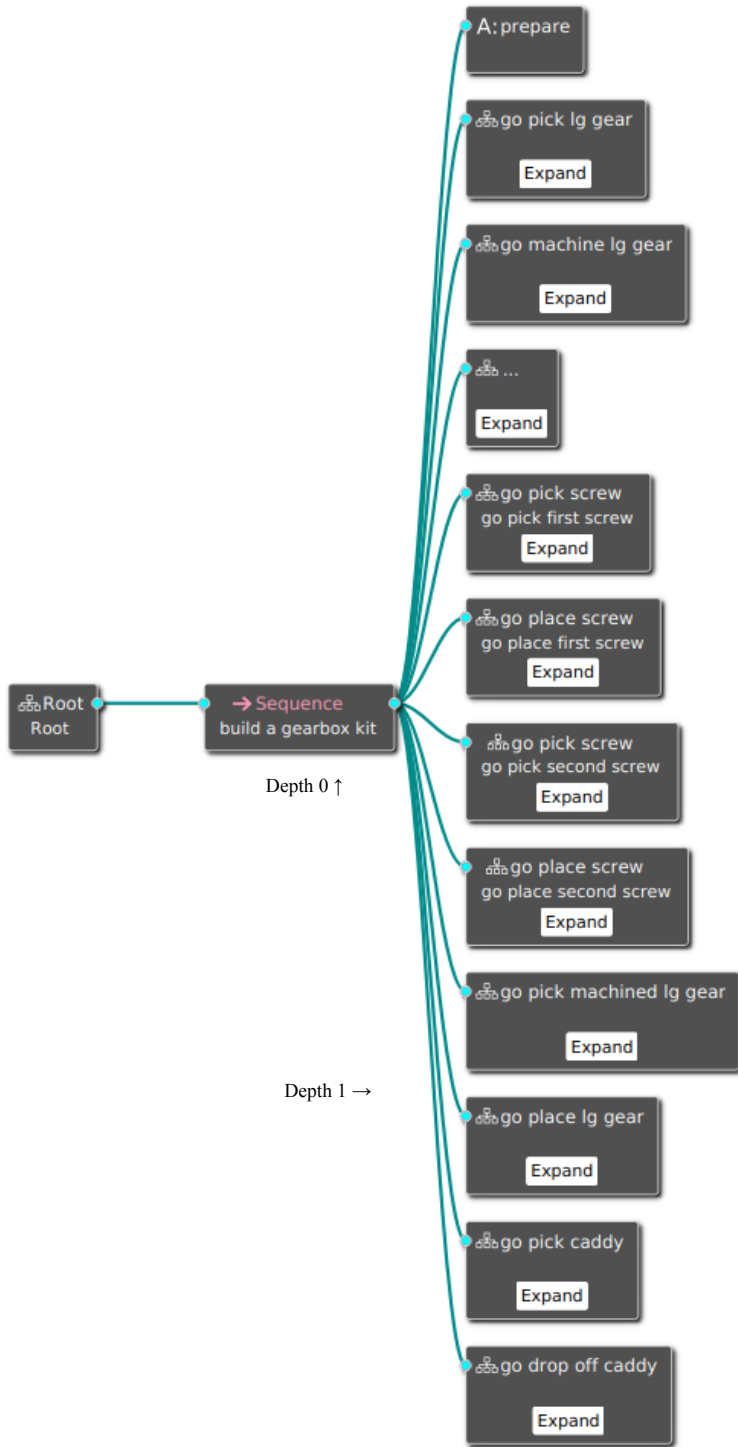 A: prepare
go pick lg gear
Expand
go machine lg gear
Expand
...
Expand
go pick screw
go pick first screw
Expand
go place screw
go place first screw
Expand
Root
Root
→ Sequence
build a gearbox kit
Depth 0 ↑
go pick screw
go pick second screw
Expand
go place screw
go place second screw
Expand
go pick machined lg gear
Expand
Depth 1 →
go place lg gear
Expand
go pick caddy
Expand
go drop off caddy
Expand